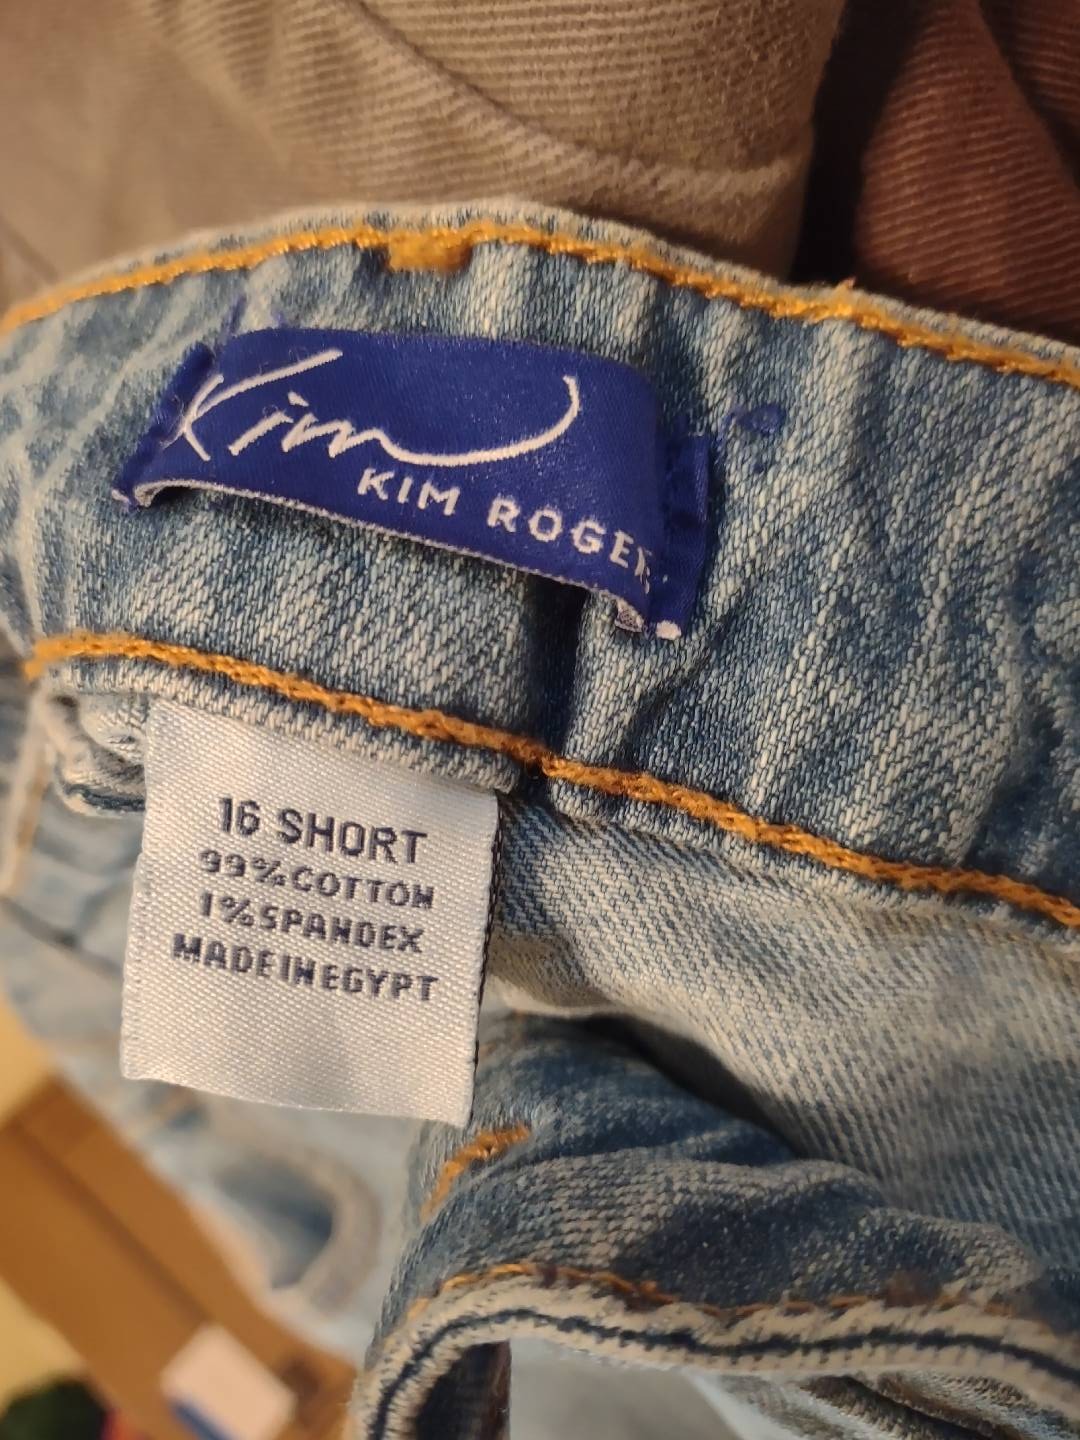 Kim
KIM ROGERS
16 SHORT
99%COTTON
1%SPANDEX
MADE IN EGYPT